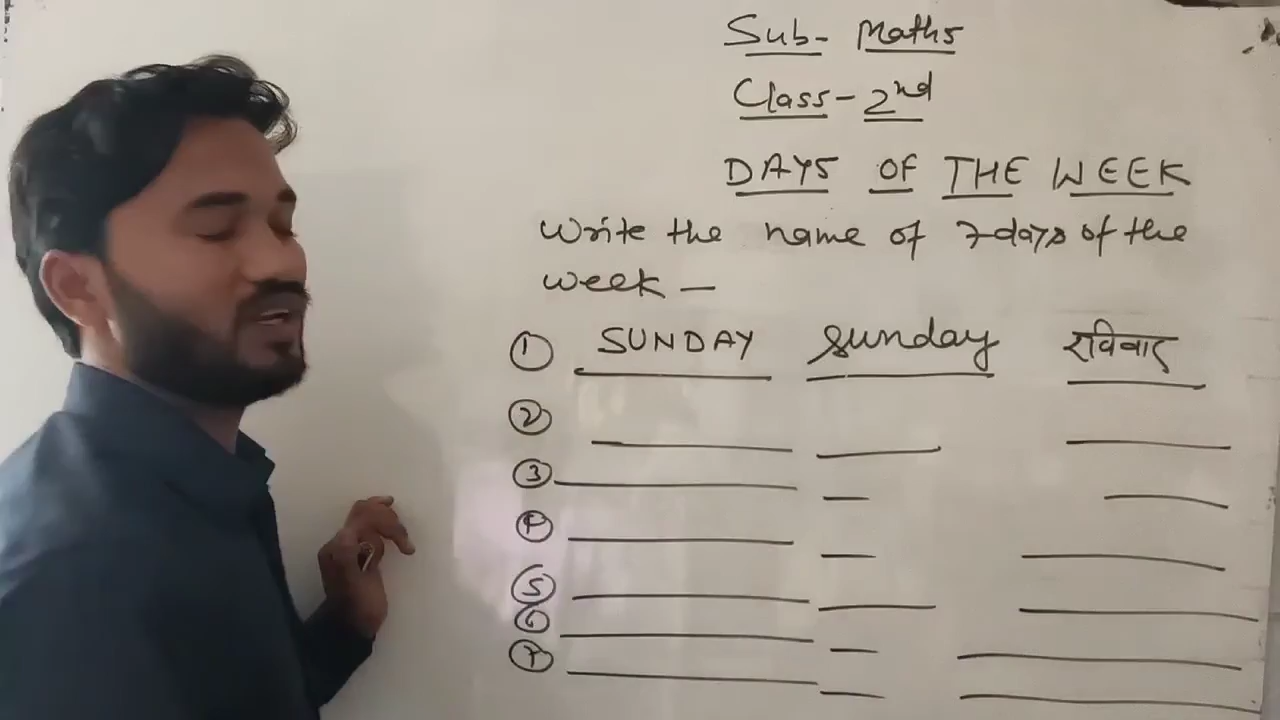 Sub- Maths
Class- 2nd
DAYS OF THE WEEK
Write the name of 7 days of the
week —
① SUNDAY sunday रविवार
②
③
④
⑤
⑥
⑦